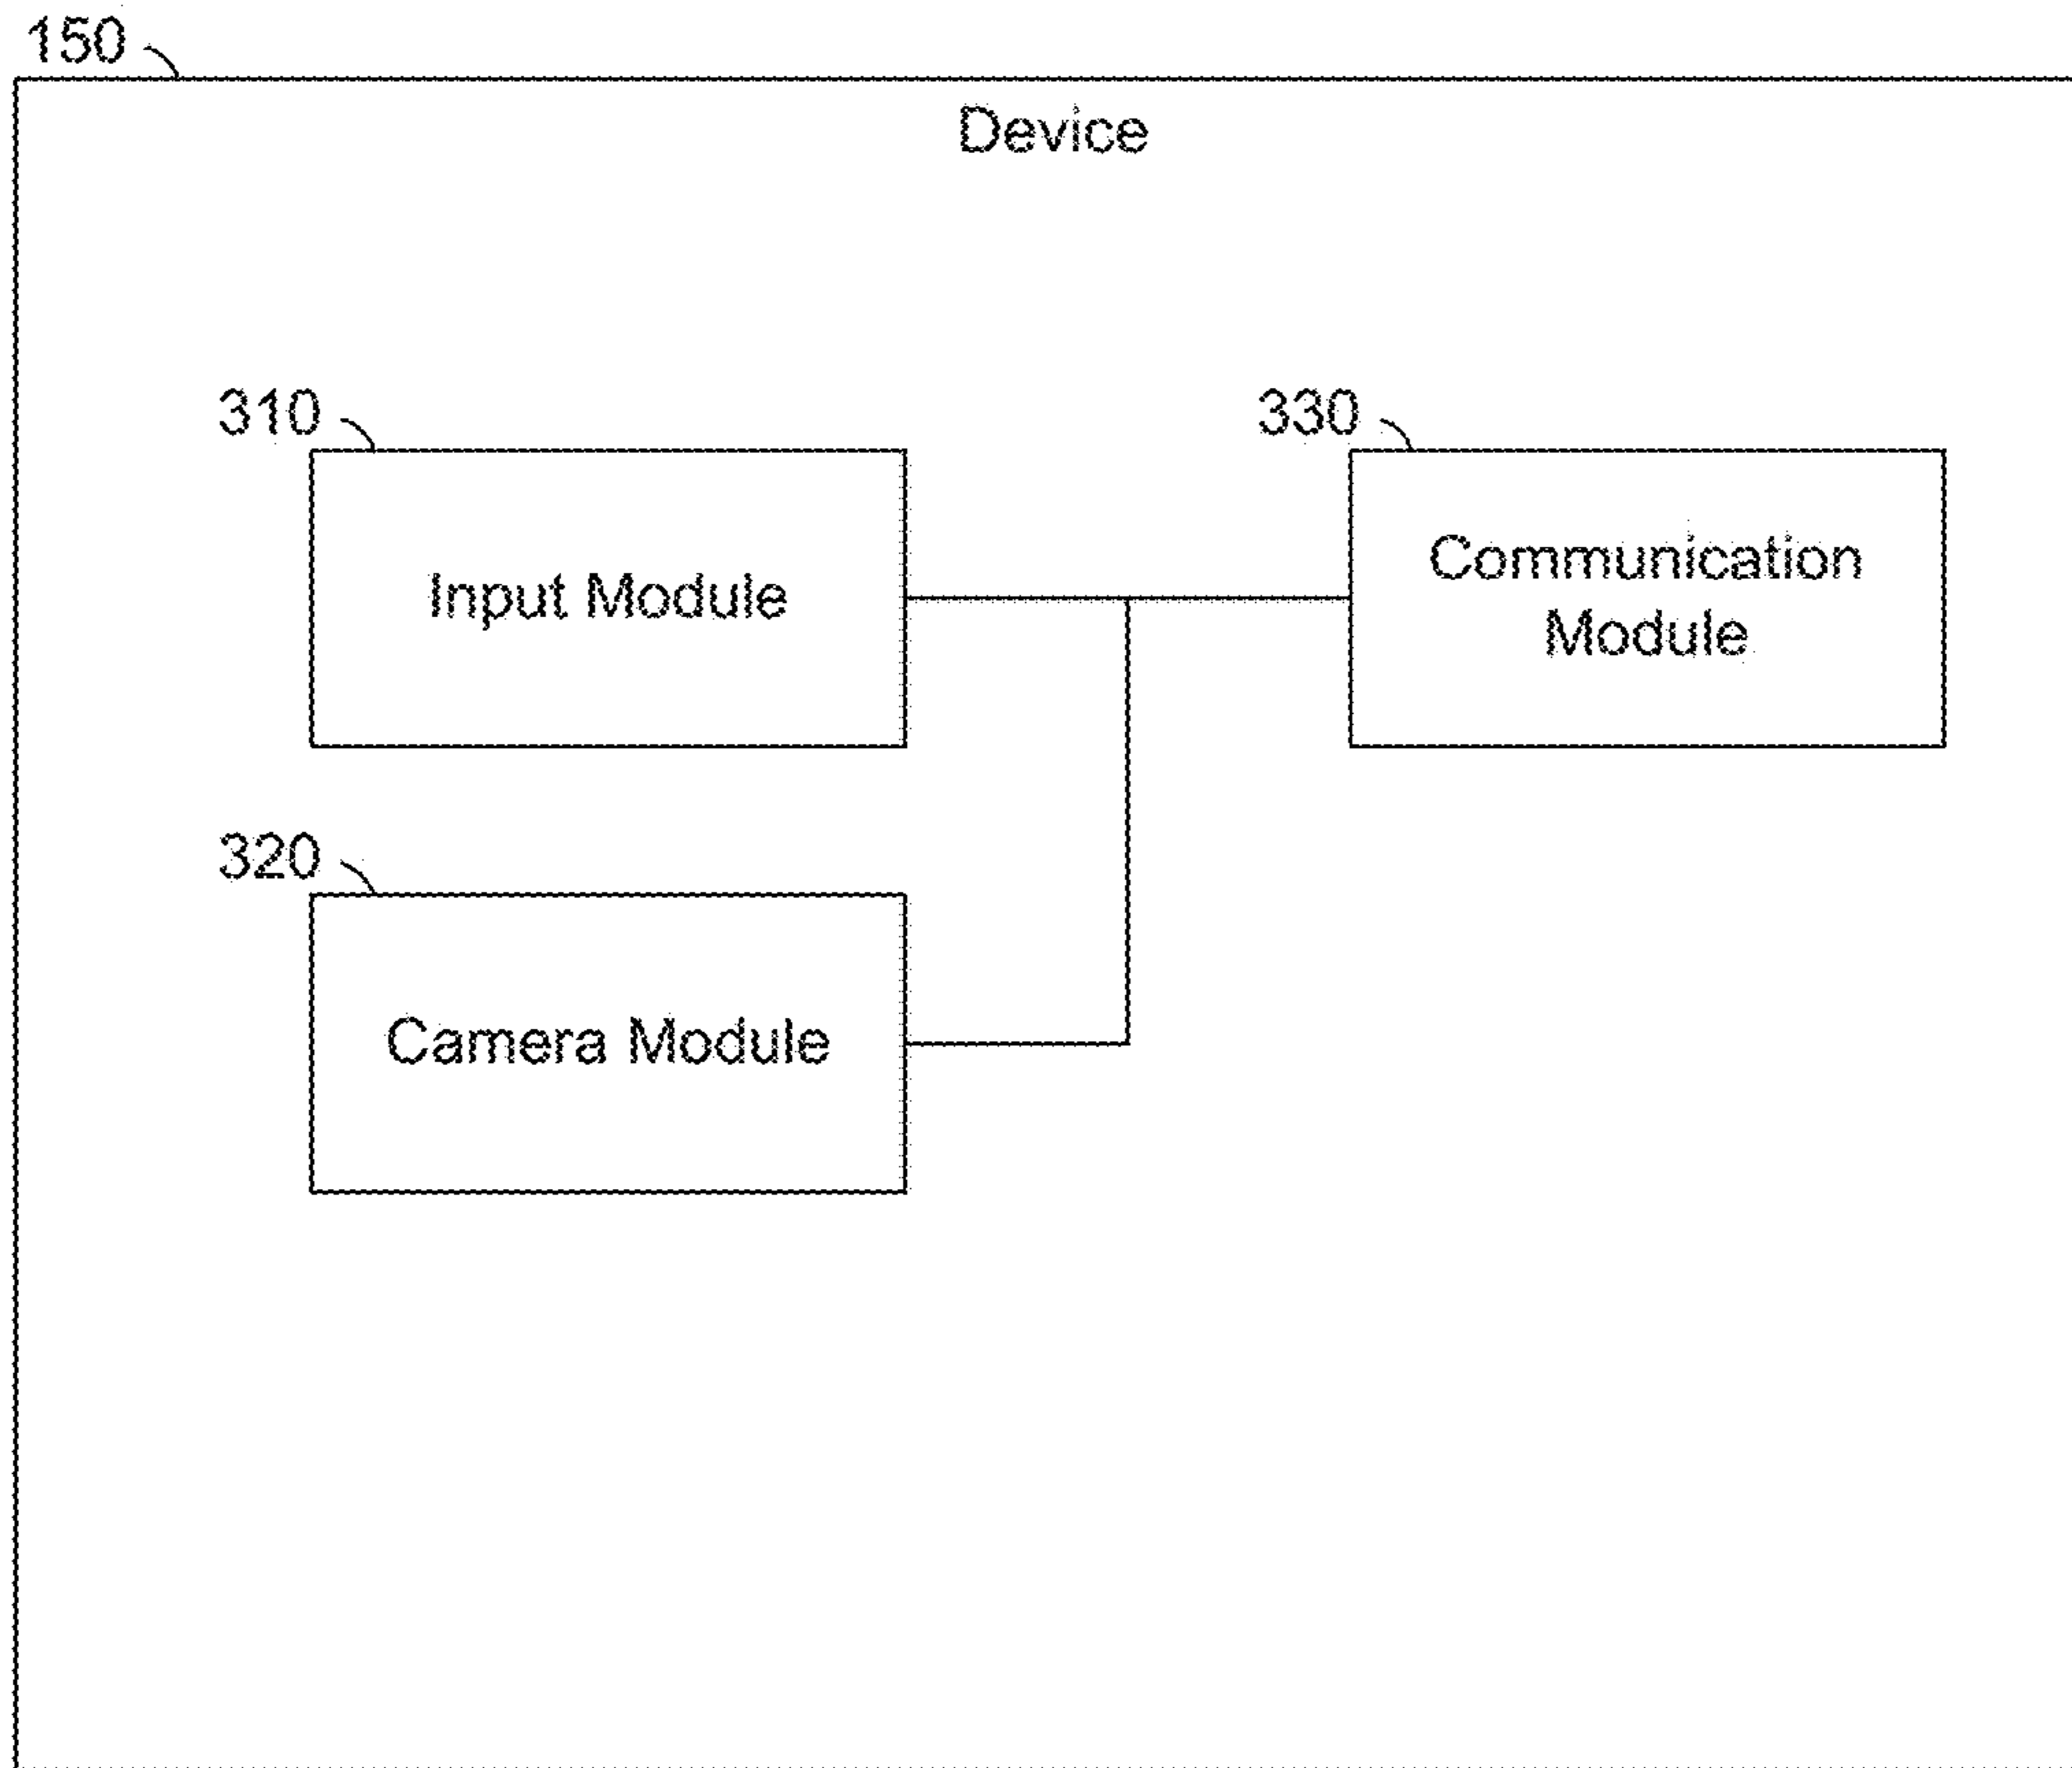 150
Device
310
330
Input Module
Communication
Module
320
Camera Module